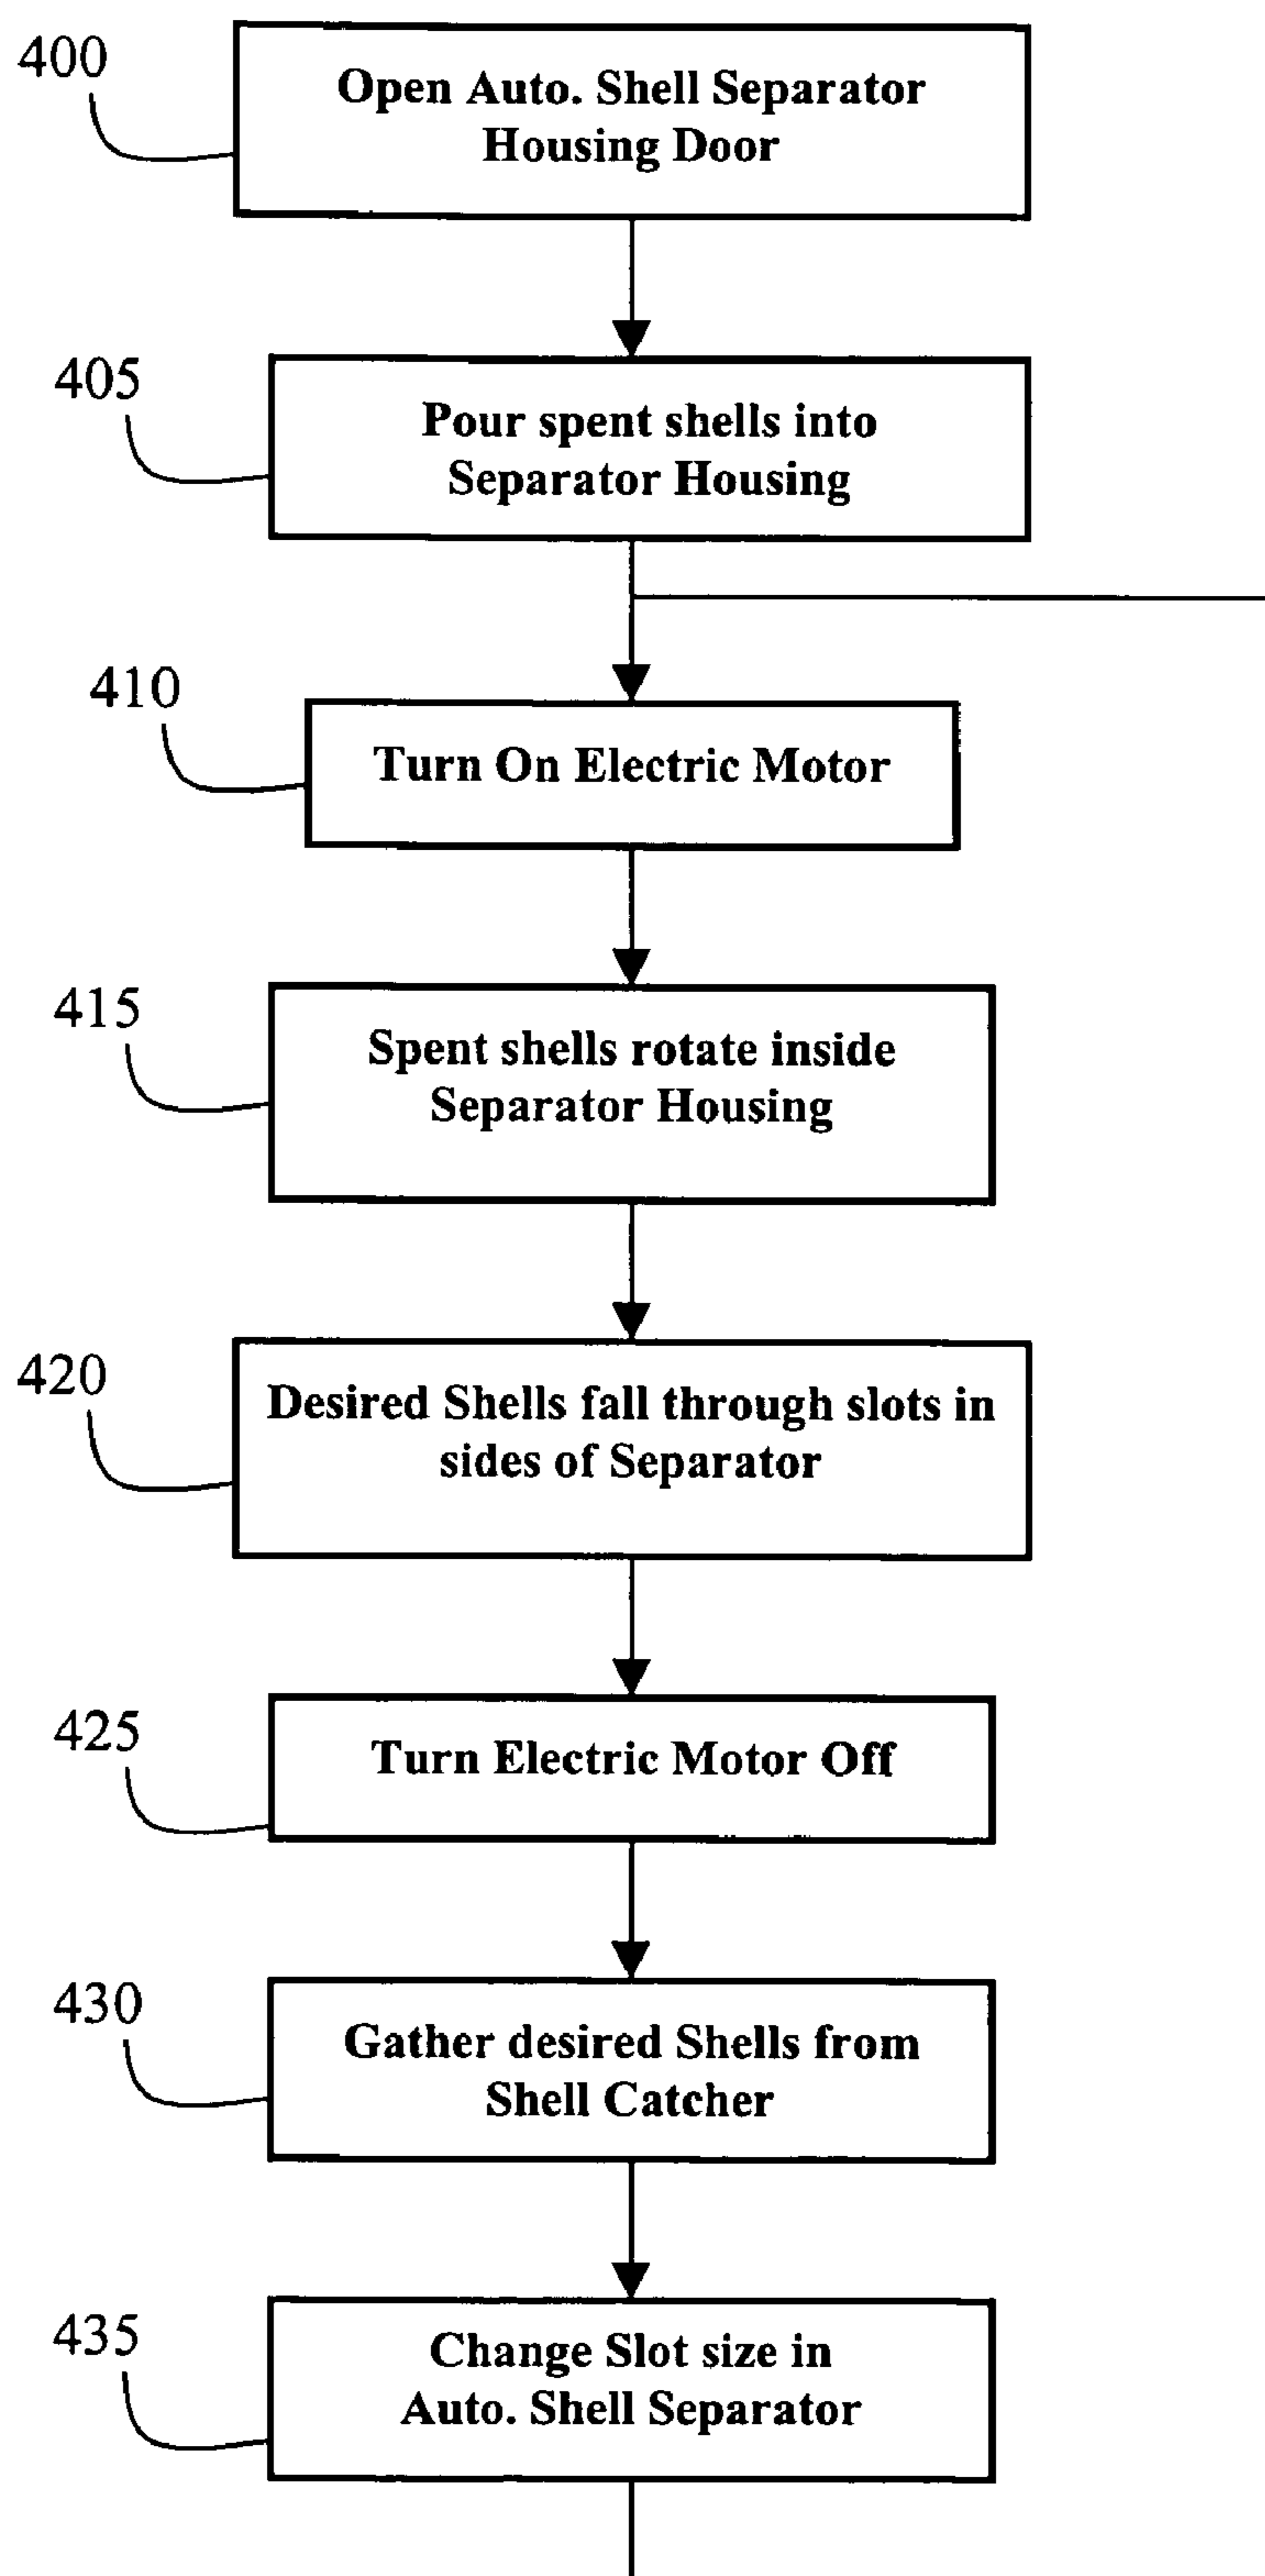 400
Open Auto. Shell Separator
Housing Door
405
Pour spent shells into
Separator Housing
410
Turn On Electric Motor
415
Spent shells rotate inside
Separator Housing
420
Desired Shells fall through slots in
sides of Separator
425
Turn Electric Motor Off
430
Gather desired Shells from
Shell Catcher
435
Change Slot size in
Auto. Shell Separator